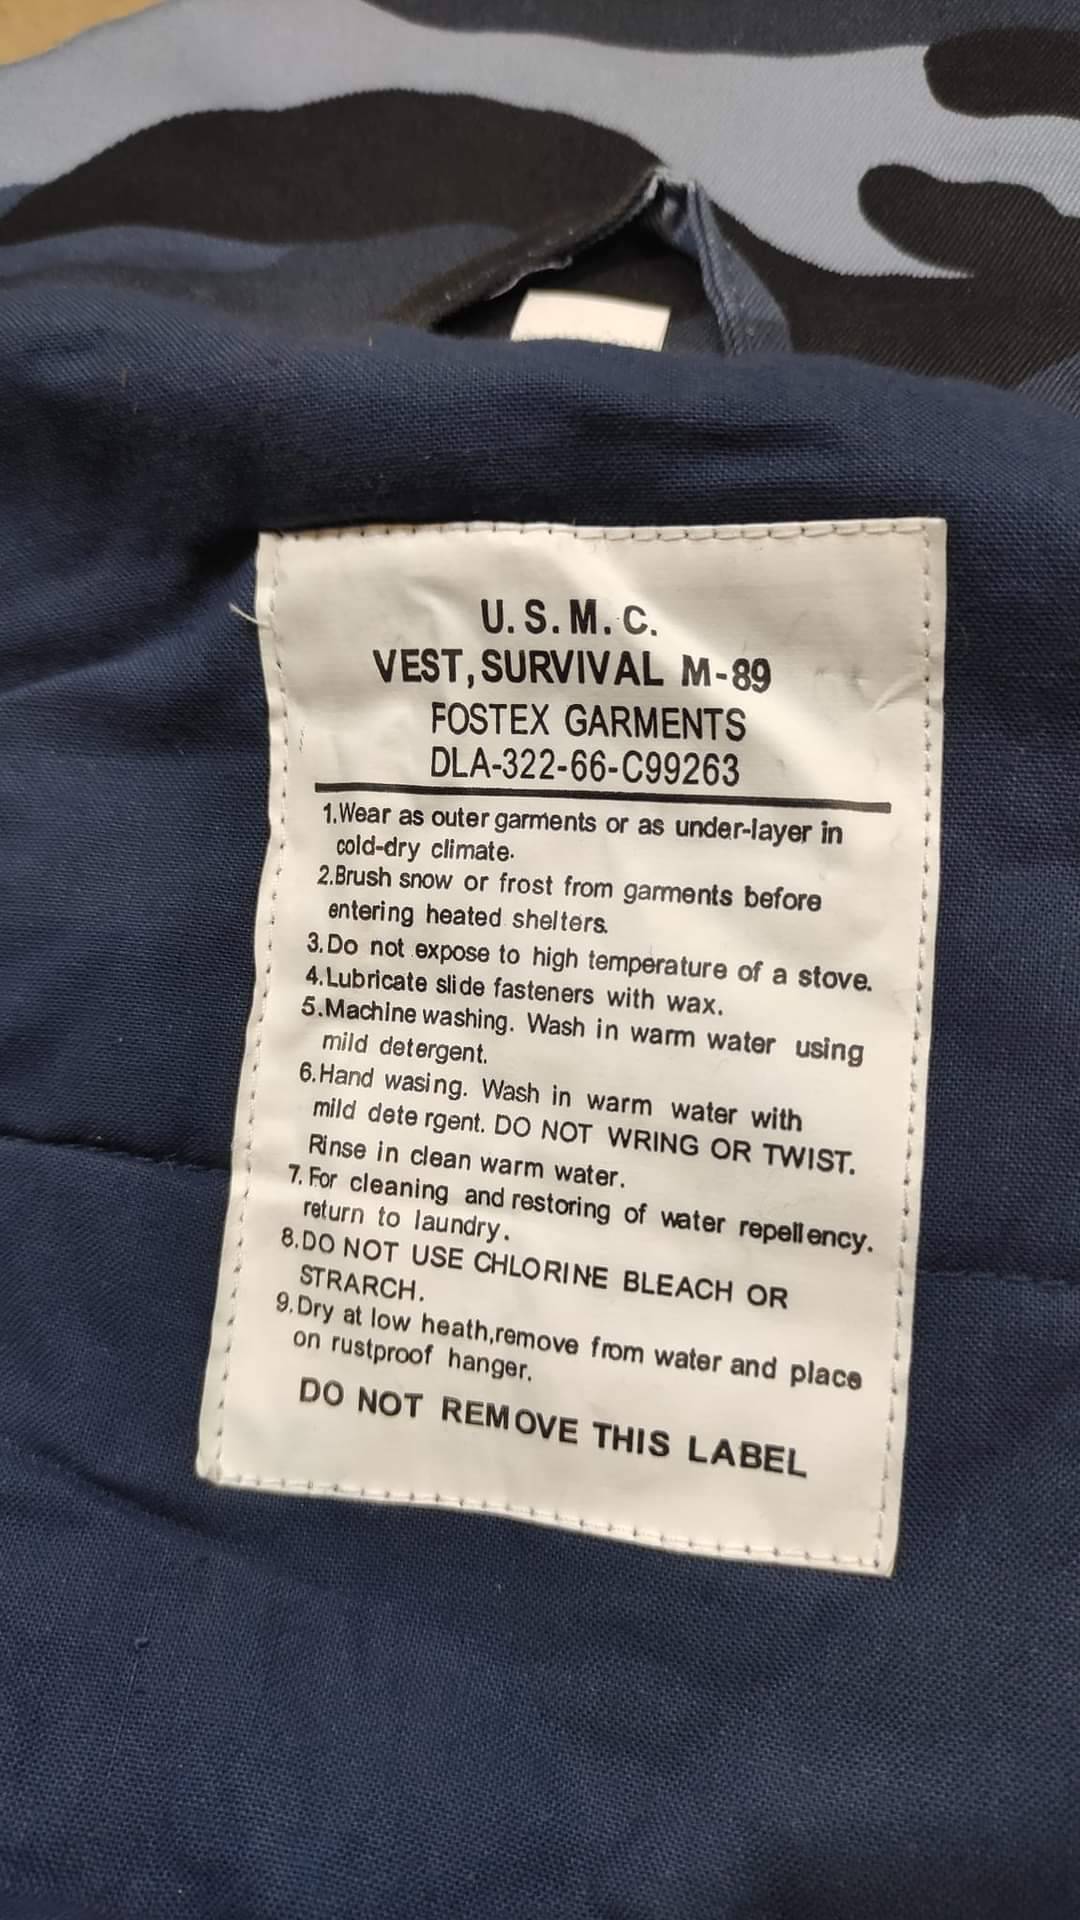 U. S. M. C.
VEST, SURVIVAL M-89
FOSTEX GARMENTS
DLA-322-66-C99263
1.Wear as outer garments or as under-layer in
cold-dry climate.
2.Brush snow or frost from garments before
entering heated shelters.
3.Do not expose to high temperature of a stove.
4.Lubricate slide fasteners with wax.
5.Machine washing. Wash in warm water using
mild detergent.
6.Hand wasing. Wash in warm water with
mild dete rgent. DO NOT WRING OR TWIST.
Rinse in clean warm water.
7. For cleaning and restoring of water repellency.
return to laundry.
8.DO NOT USE CHLORINE BLEACH OR
STRARCH.
9.Dry at low heath,remove from water and place
on rustproof hanger.
DO NOT REMOVE THIS LABEL